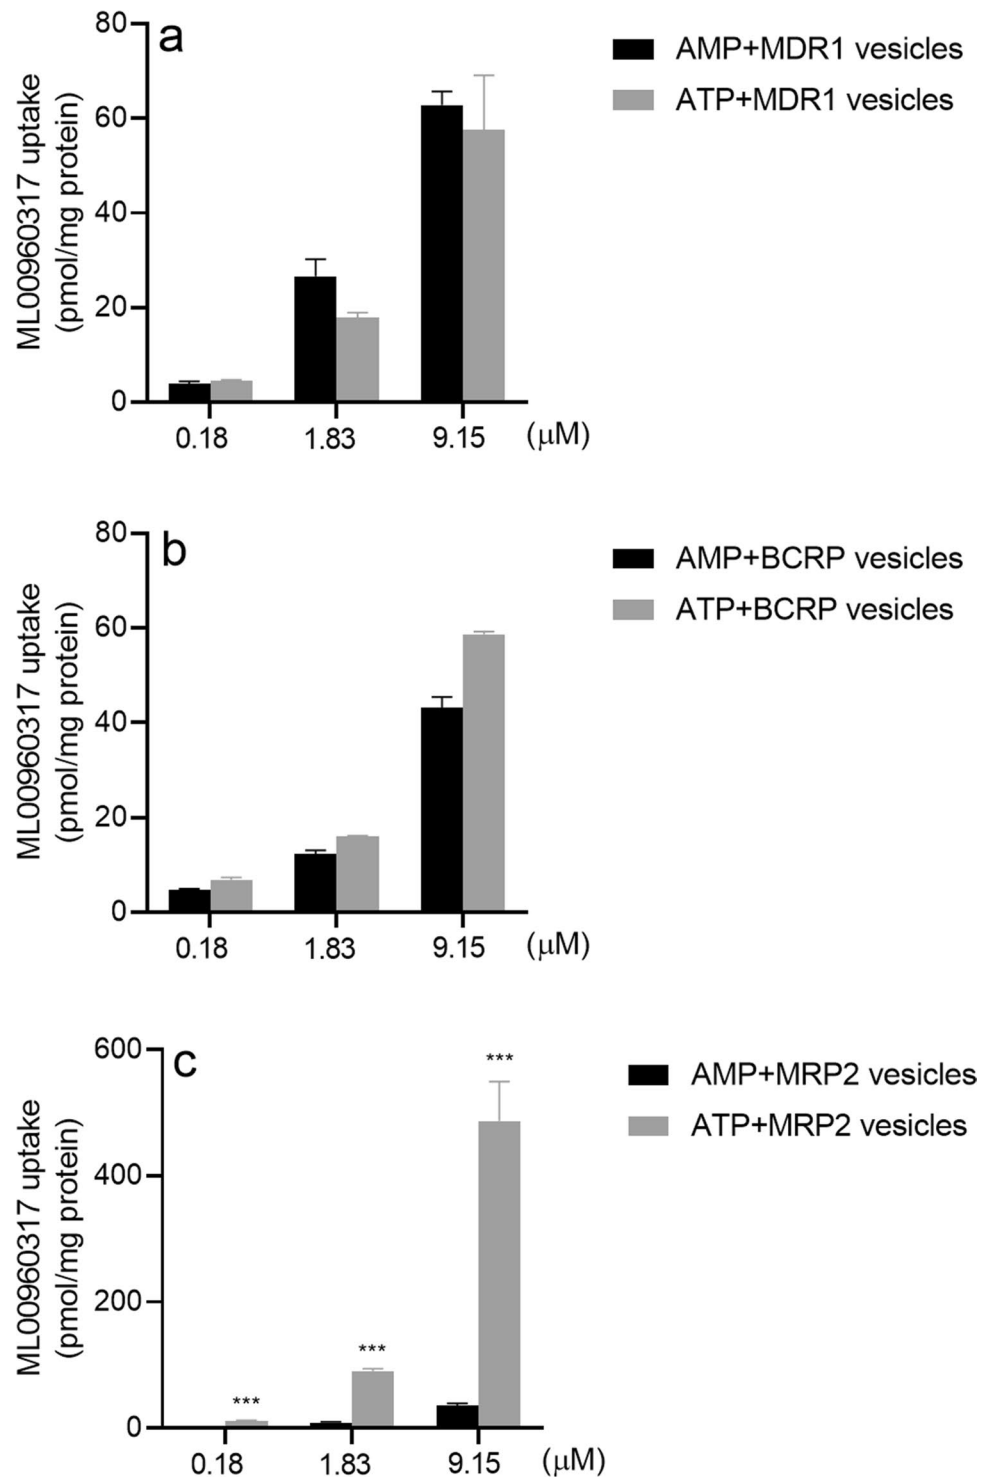 a
80
60
40
20
0
ML00960317 uptake
(pmol/mg protein)
0.18 1.83 9.15 (μM)
AMP+MDR1 vesicles
ATP+MDR1 vesicles
b
80
60
40
20
0
ML00960317 uptake
(pmol/mg protein)
0.18 1.83 9.15 (μM)
AMP+BCRP vesicles
ATP+BCRP vesicles
c
600
400
200
0
ML00960317 uptake
(pmol/mg protein)
***
***
***
0.18 1.83 9.15 (μM)
AMP+MRP2 vesicles
ATP+MRP2 vesicles